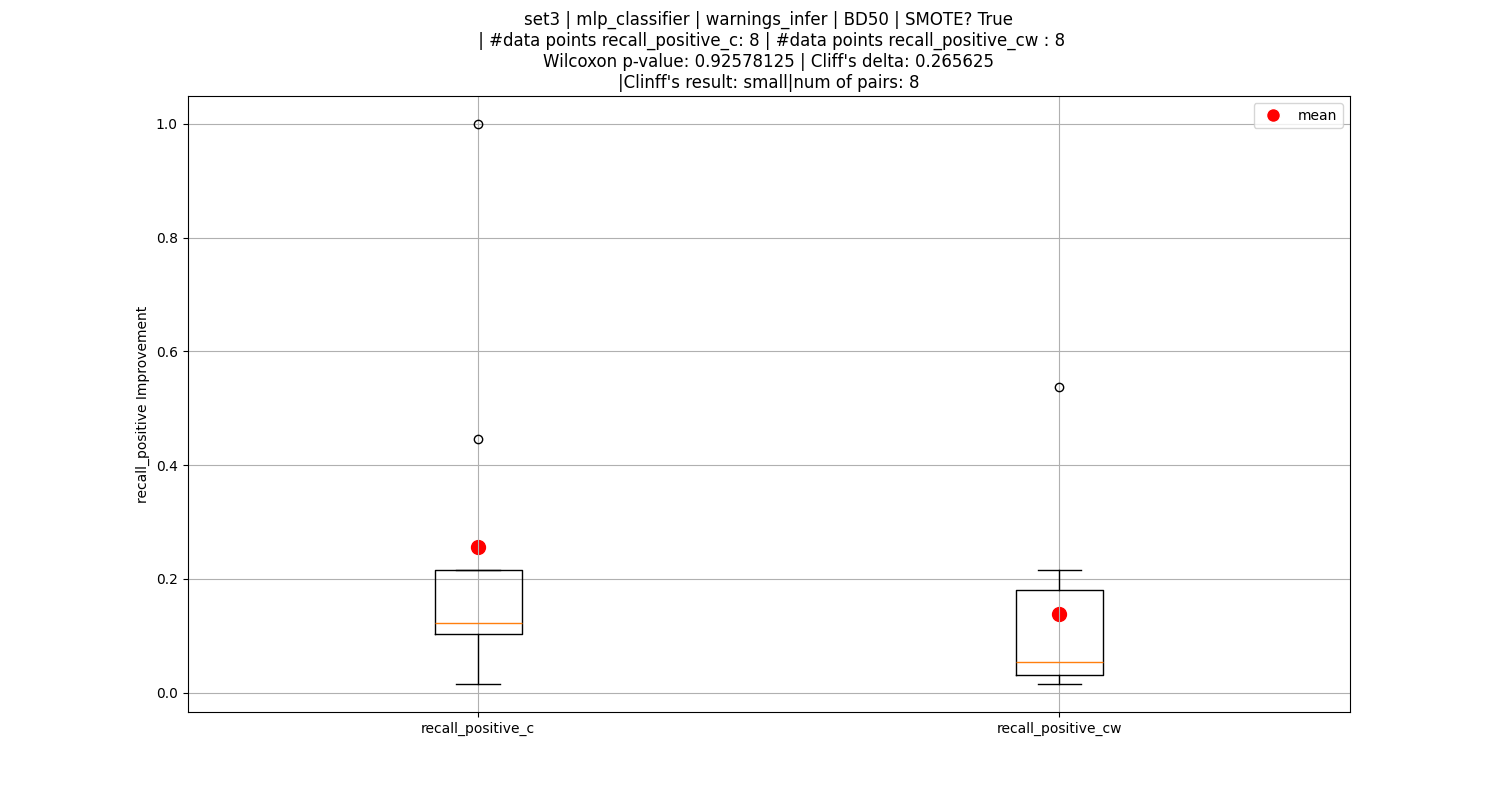 set3 | mlp_classifier | warnings_infer | BD50 | SMOTE? True
| #data points recall_positive_c: 8 | #data points recall_positive_cw : 8
Wilcoxon p-value: 0.92578125 | Cliff's delta: 0.265625
|Clinff's result: small|num of pairs: 8
mean
1.0
0.8
0.6
0.4
0.2
0.0
recall_positive Improvement
recall_positive_c
recall_positive_cw